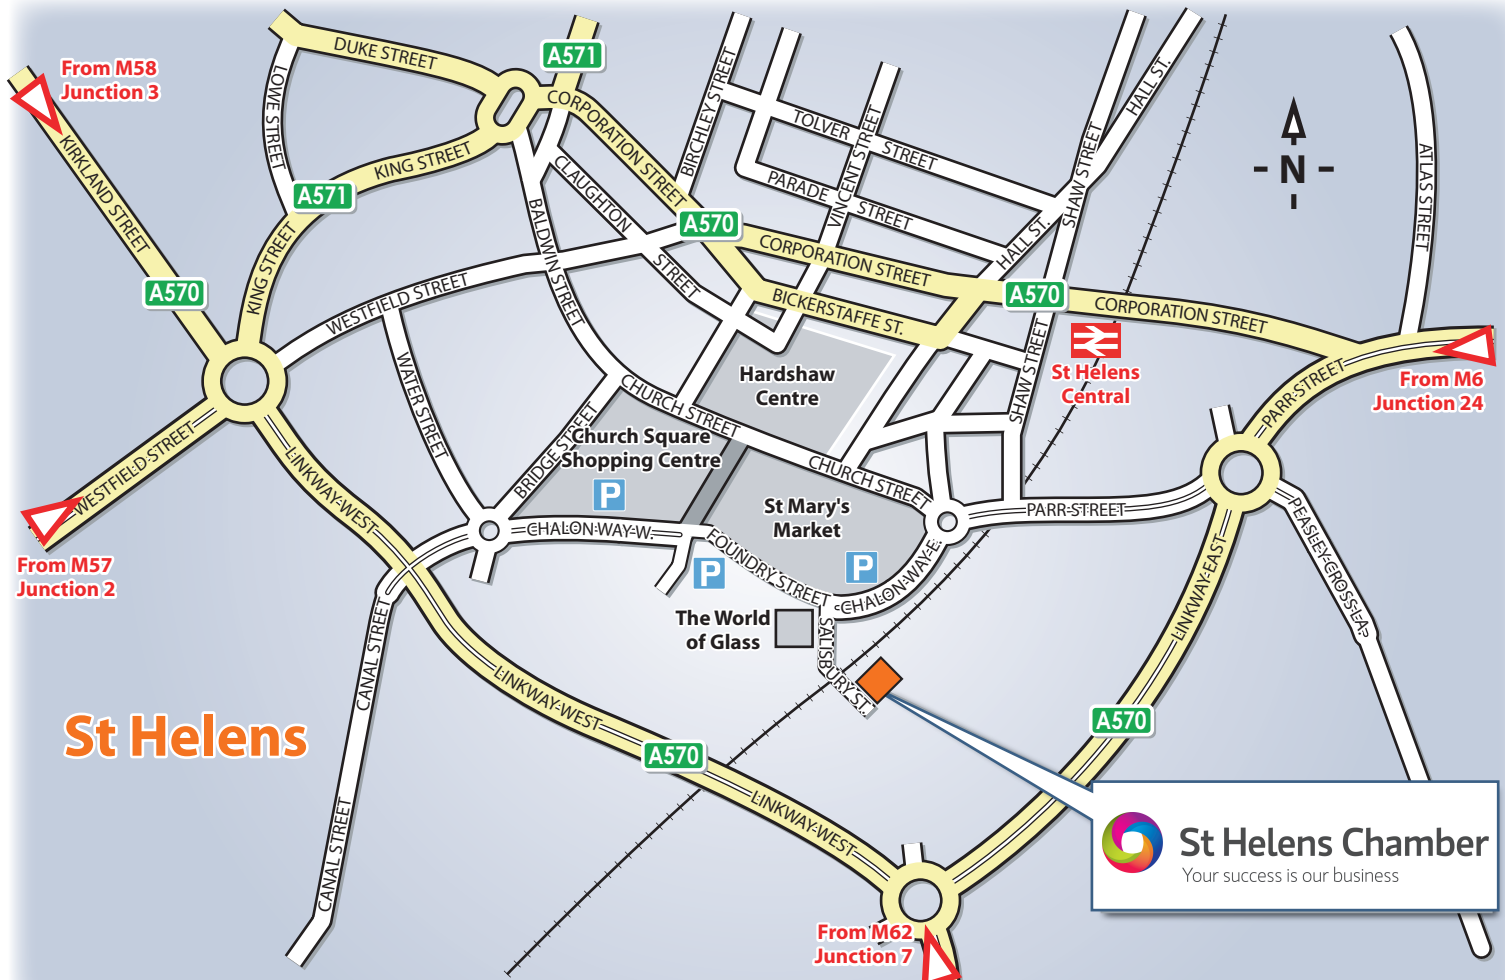 A571
DUKE STREET
From M58
Junction 3
LOWE STREET
CORPORATION STREET
BIRCHLEY STREET
TOLVER
STREET
VINCENT STREET
PARADE
STREET
SHAW STREET
HALL ST.
HALL ST.
N
ATLAS STREET
KIRKLAND STREET
KING STREET
A571
KING STREET
CLAUGHTON
STREET
BALDWIN STREET
A570
CORPORATION STREET
A570
A570
CORPORATION STREET
WESTFIELD STREET
BICKERSTAFFE ST.
SHAW STREET
St Helens
Central
From M6
Junction 24
PARR-STREET
Hardshaw
Centre
WATER STREET
CHURCH STREET
BRIDGE STREET
Church Square
Shopping Centre
P
CHURCH STREET
St Mary's
Market
P
WESTFIELD-STREET
LINKWAY-WEST
From M57
Junction 2
CHALON-WAY-W.
FOUNDRY STREET
P
CHALON-WAY-E.
PARR-STREET
PEASLEY-CROSS-LA.
LINKWAY-EAST
The World
of Glass
SALISBURY ST.
CANAL STREET
LINKWAY-WEST
St Helens
A570
A570
LINKWAY-WEST
CANAL STREET
St Helens Chamber
Your success is our business
From M62
Junction 7